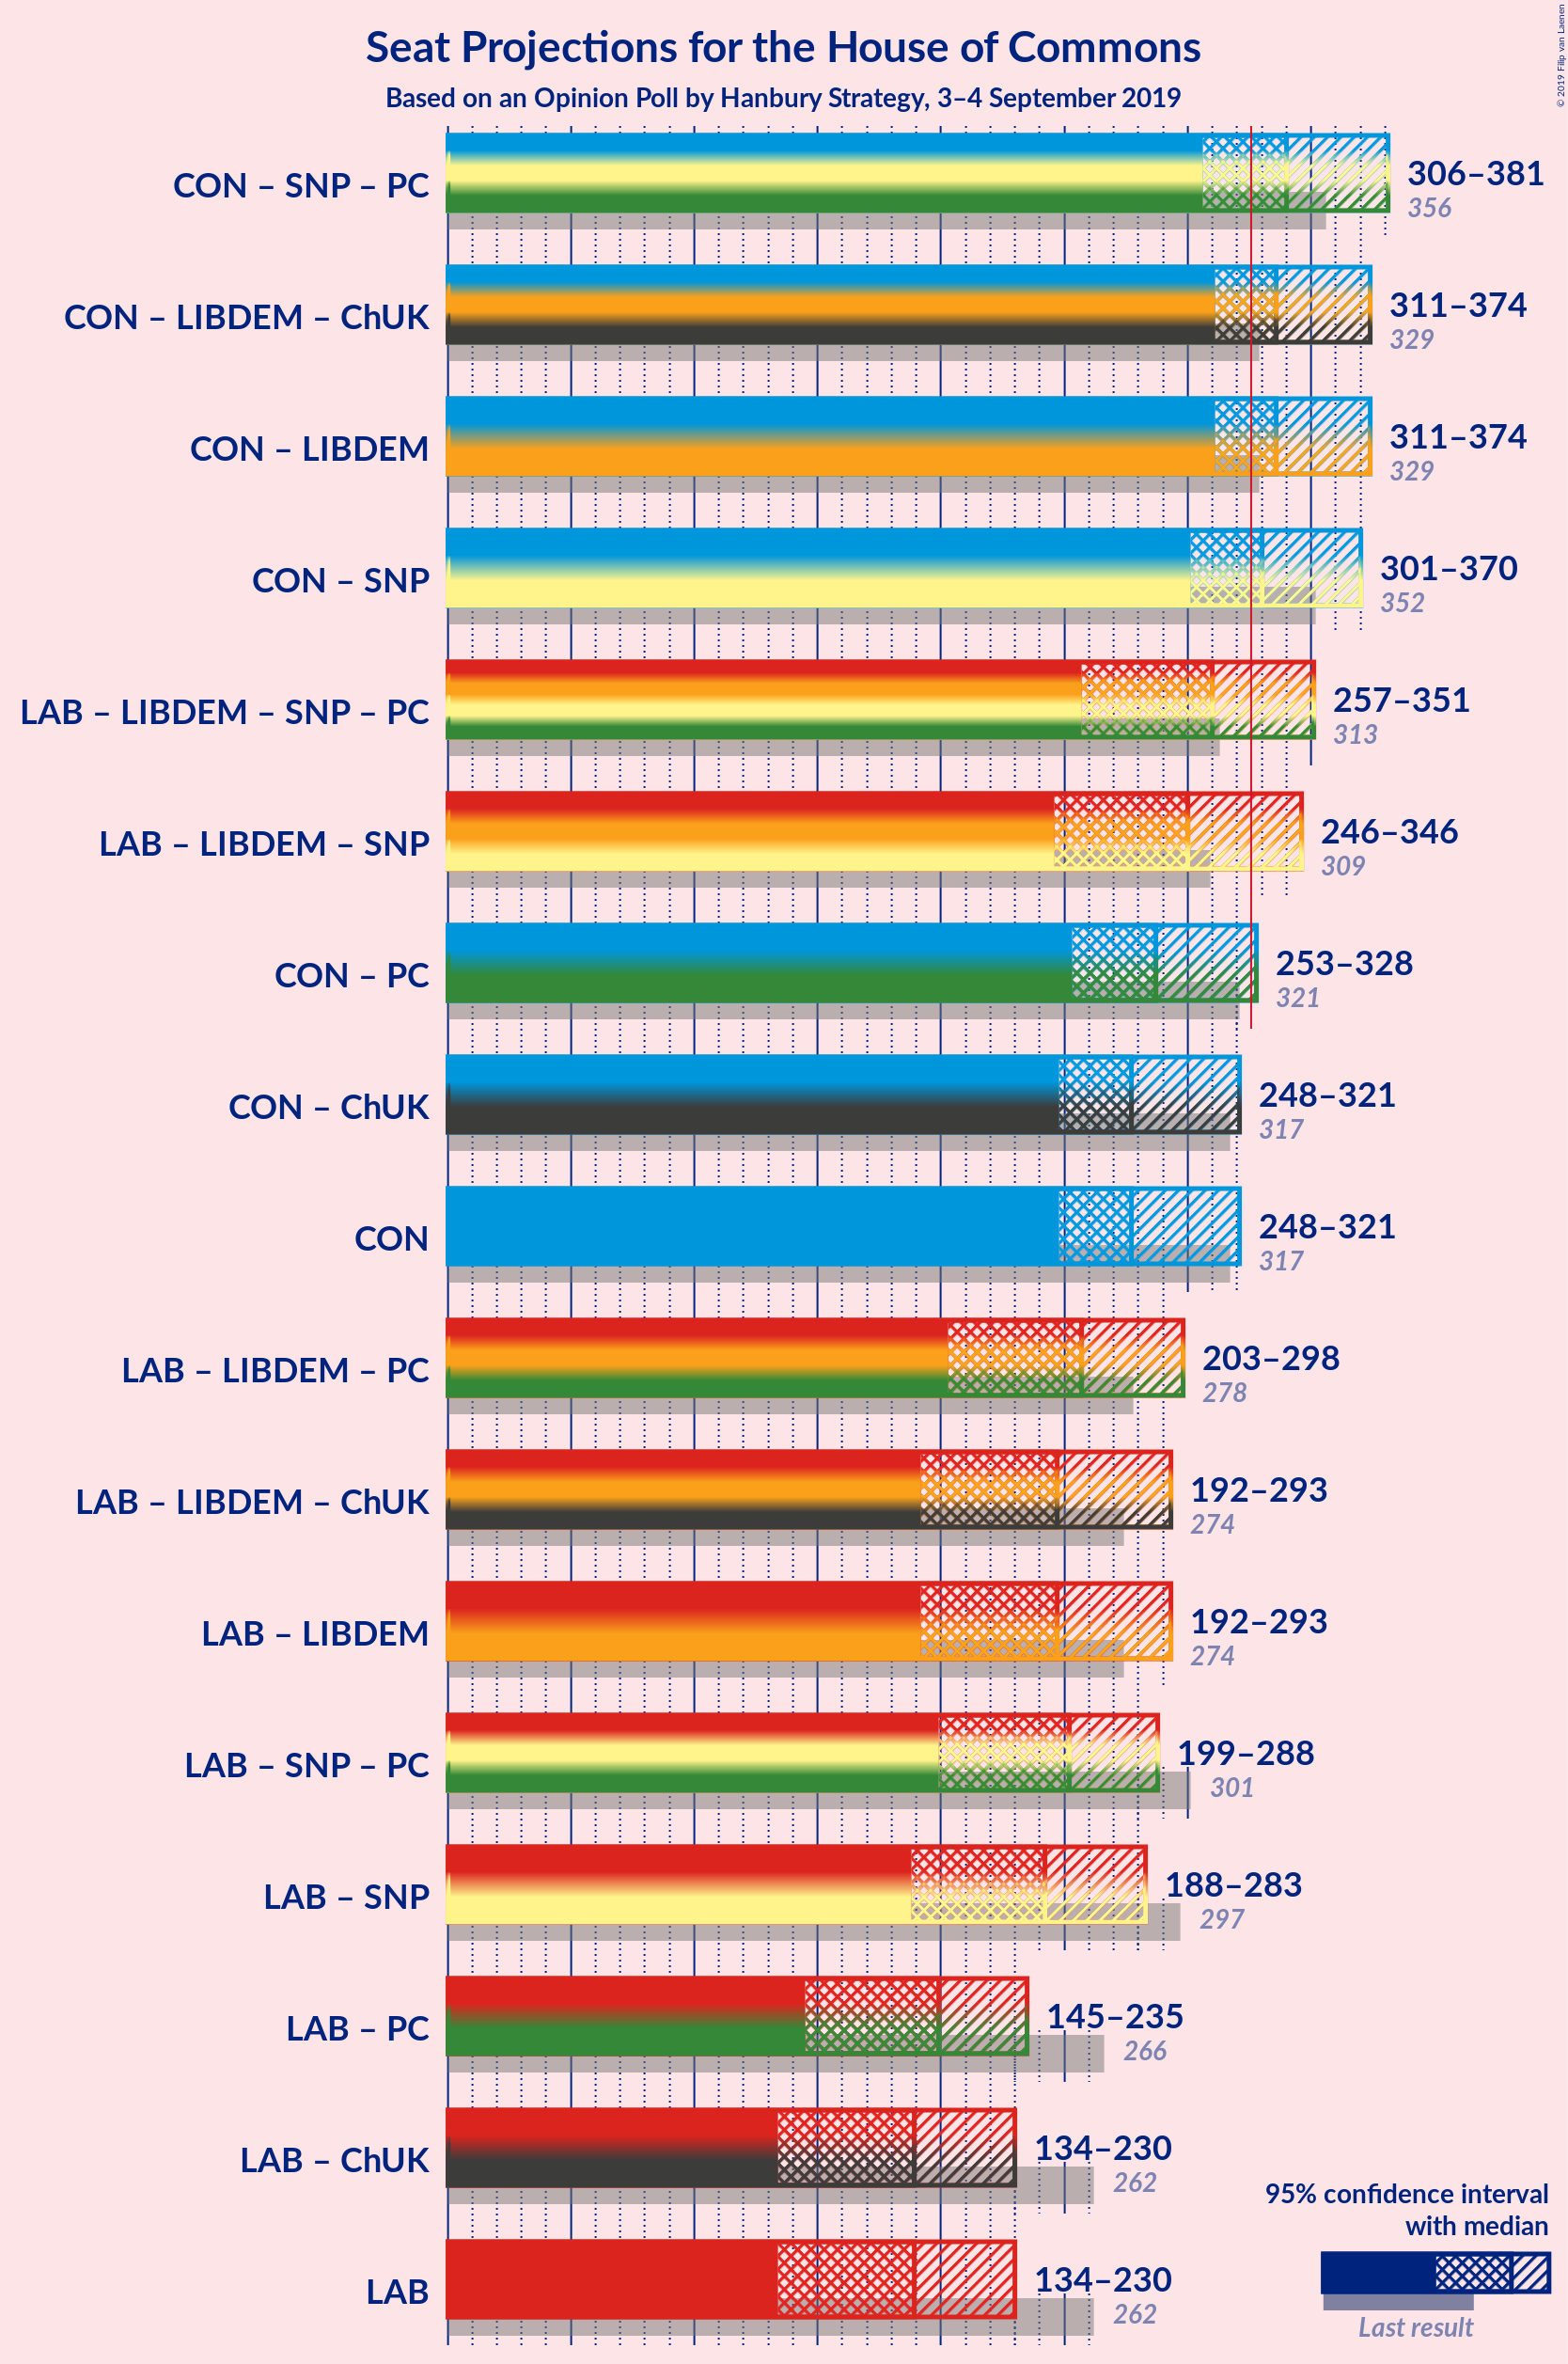 Seat Projections for the House of Commons
Based on an Opinion Poll by Hanbury Strategy, 3–4 September 2019
© 2019 Filip van Laenen
CON – SNP – PC
306–381
356
CON – LIBDEM – ChUK
311–374
329
CON – LIBDEM
311–374
329
CON – SNP
301–370
352
LAB – LIBDEM – SNP – PC
257–351
313
LAB – LIBDEM – SNP
246–346
309
CON – PC
253–328
321
CON – ChUK
248–321
317
CON
248–321
317
LAB – LIBDEM – PC
203–298
278
LAB – LIBDEM – ChUK
192–293
274
LAB – LIBDEM
192–293
274
LAB – SNP – PC
199–288
301
LAB – SNP
188–283
297
LAB – PC
145–235
266
LAB – ChUK
134–230
262
LAB
134–230
262
95% confidence interval
with median
Last result